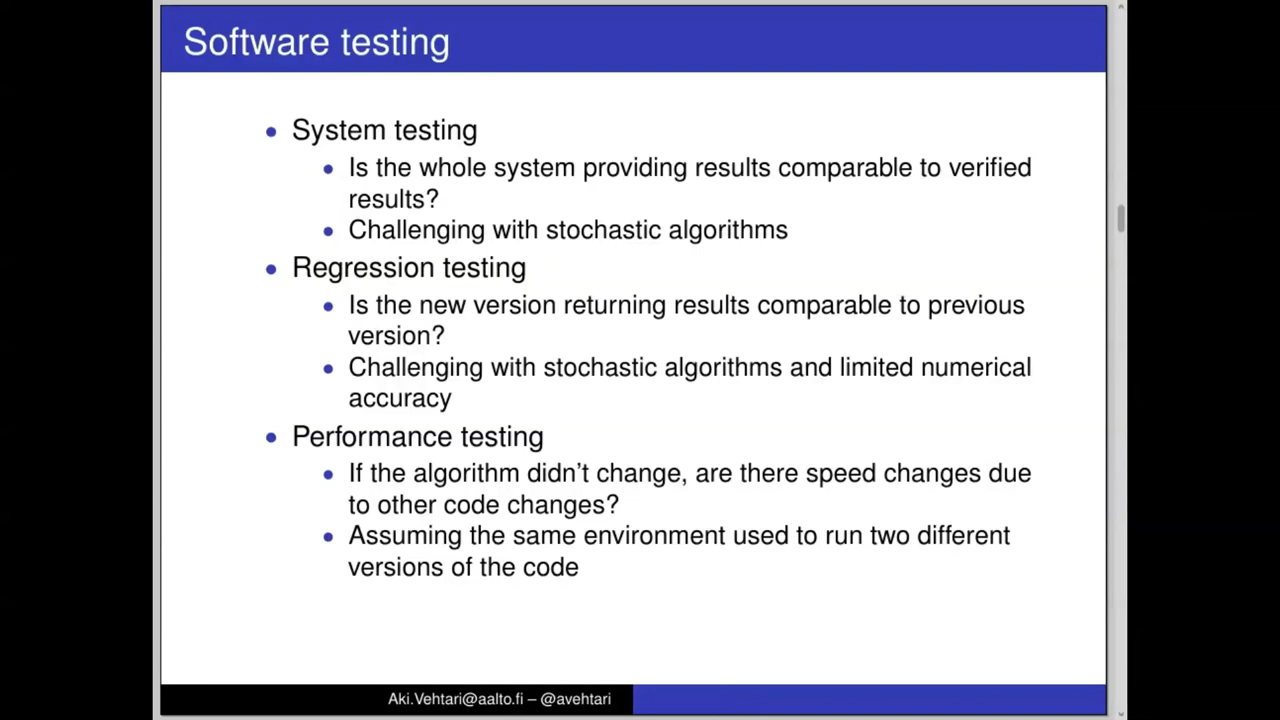 Software testing
• System testing
• Is the whole system providing results comparable to verified
results?
• Challenging with stochastic algorithms
• Regression testing
• Is the new version returning results comparable to previous
version?
• Challenging with stochastic algorithms and limited numerical
accuracy
• Performance testing
• If the algorithm didn't change, are there speed changes due
to other code changes?
• Assuming the same environment used to run two different
versions of the code
Aki.Vehtari@aalto.fi – @avehtari